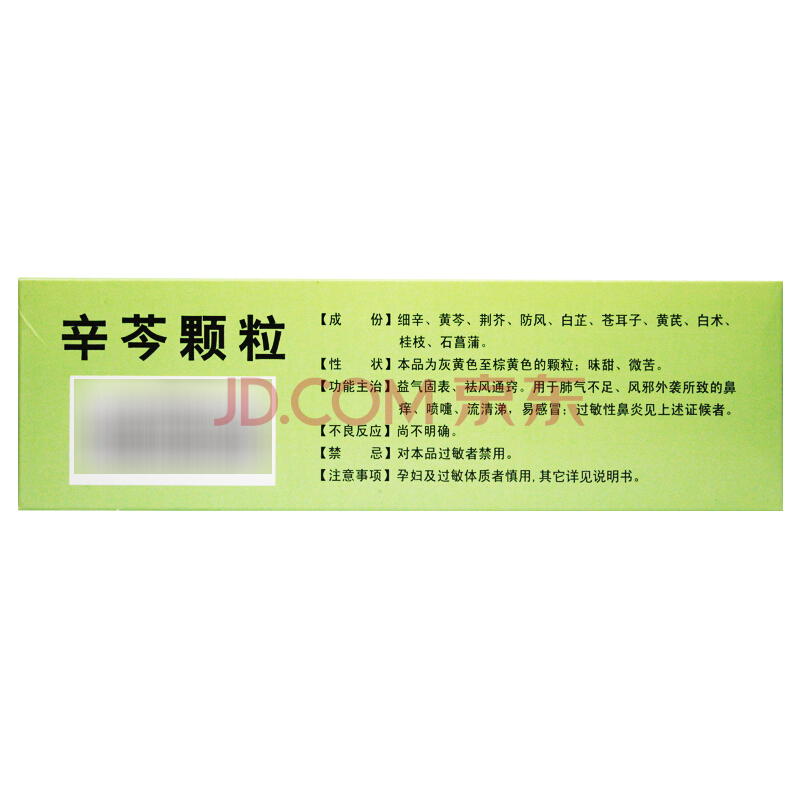 辛芩颗粒
【成　　份】细辛、黄芩、荆芥、防风、白芷、苍耳子、黄芪、白术、
桂枝、石菖蒲。
【性　　状】本品为灰黄色至棕黄色的颗粒；味甜、微苦。
【功能主治】益气固表、祛风通窍。用于肺气不足、风邪外袭所致的鼻
痒、喷嚏、流清涕，易感冒；过敏性鼻炎见上述证候者。
【不良反应】尚不明确。
【禁　　忌】对本品过敏者禁用。
【注意事项】孕妇及过敏体质者慎用,其它详见说明书。
JD.COM 京东